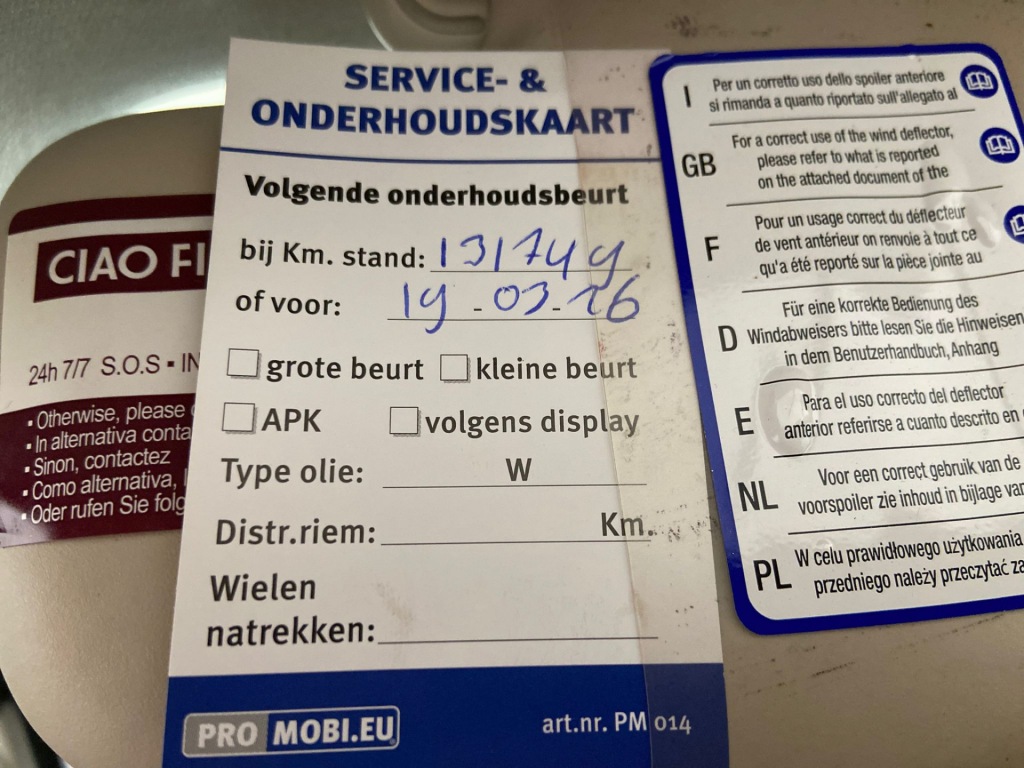 SERVICE- &
ONDERHOUDSKAART
Volgende onderhoudsbeurt
bij Km. stand: 131749
of voor: 19 - 03 - 26
grote beurt kleine beurt
APK volgens display
Type olie: W
Distr.riem: Km.
Wielen
natrekken:
PRO MOBI.EU art.nr. PM 014
CIAO FI
24h 7/7 S.O.S ▪ IN
▪ Otherwise, please
▪ In alternativa conta
▪ Sinon, contactez
▪ Como alternativa,
▪ Oder rufen Sie folg
I Per un corretto uso dello spoiler anteriore
si rimanda a quanto riportato sull'allegato al
GB For a correct use of the wind deflector,
please refer to what is reported
on the attached document of the
F Pour un usage correct du déflecteur
de vent antérieur on renvoie à tout ce
qu'a été reporté sur la pièce jointe au
D Für eine korrekte Bedienung des
Windabweisers bitte lesen Sie die Hinweisen
in dem Benutzerhandbuch, Anhang
E Para el uso correcto del deflector
anterior referirse a cuanto descrito en
NL Voor een correct gebruik van de
voorspoiler zie inhoud in bijlage van
PL W celu prawidłowego użytkowania
przedniego należy przeczytać za